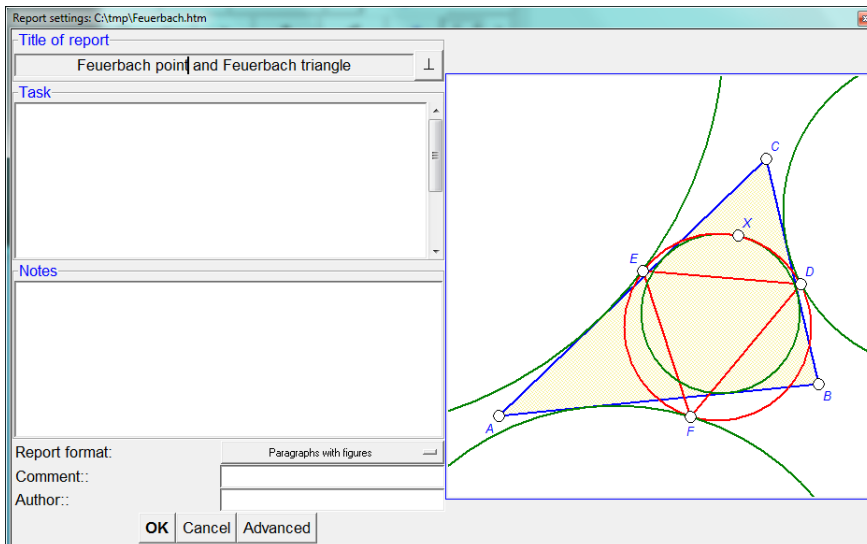 Report settings: C:\tmp\Feuerbach.htm
Title of report
Feuerbach point and Feuerbach triangle
⊥
Task
Notes
Report format:
Paragraphs with figures
Comment::
Author::
OK Cancel Advanced
C
X
E
D
B
A
F